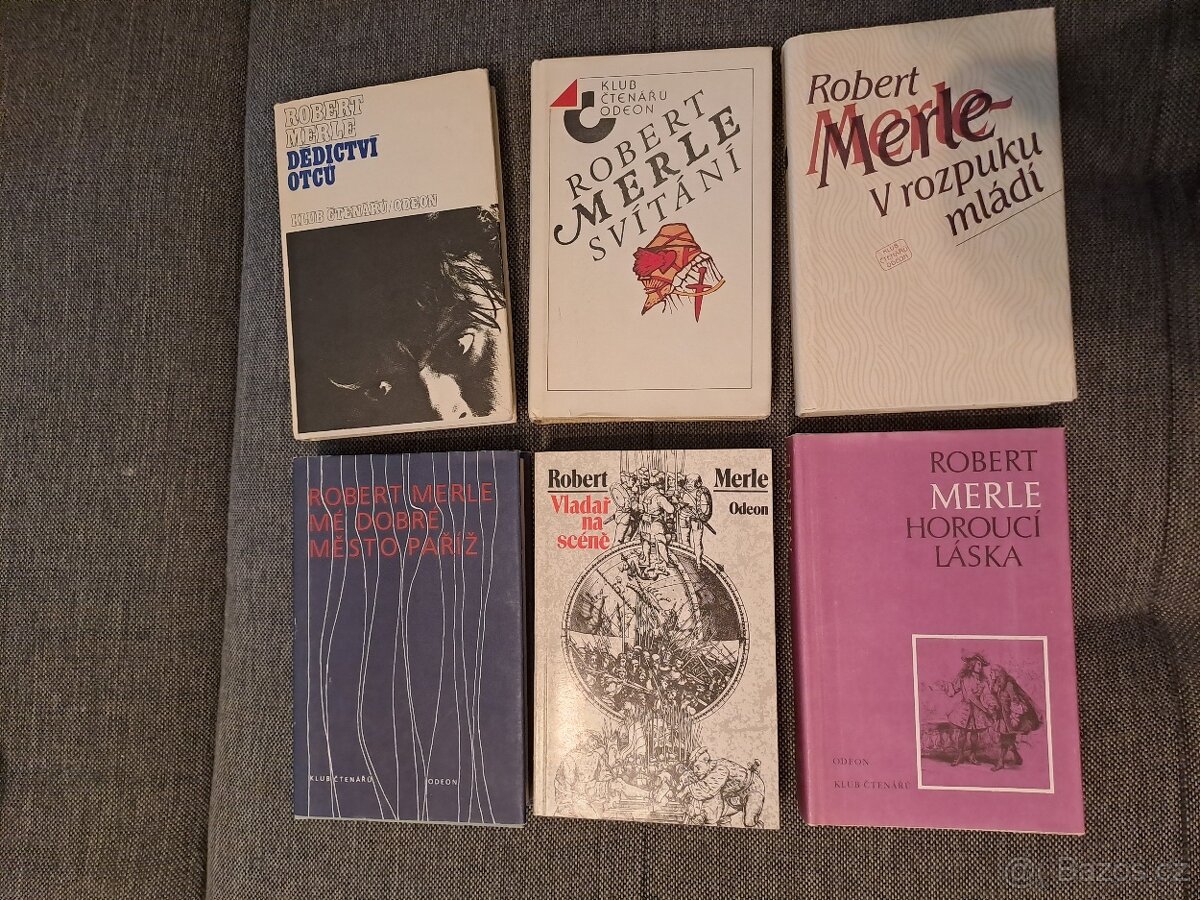 ROBERT
MERLE
DĚDICTVÍ
OTCŮ
KLUB ČTENÁŘŮ ODEON
KLUB
ČTENÁŘŮ
ODEON
ROBERT
MERLE
SVÍTÁNÍ
Robert
Merle
Merle
V rozpuku
mládí
KLUB
ČTENÁŘŮ
ODEON
ROBERT MERLE
MÉ DOBRÉ
MĚSTO PAŘÍŽ
KLUB ČTENÁŘŮ ODEON
Robert Merle
Vladař
na
scéně
Odeon
ROBERT
MERLE
HOROUCÍ
LÁSKA
ODEON
KLUB ČTENÁŘŮ
Bazos.cz